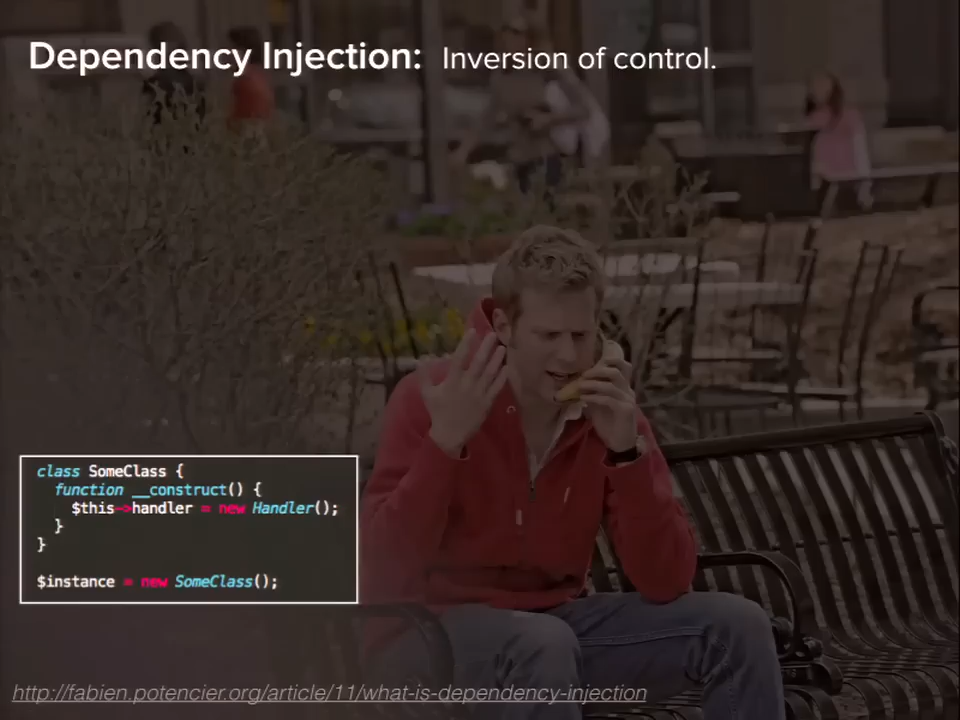 Dependency Injection: Inversion of control.
class SomeClass {
function __construct() {
$this->handler = new Handler();
}
}
$instance = new SomeClass();
http://fabien.potencier.org/article/11/what-is-dependency-injection